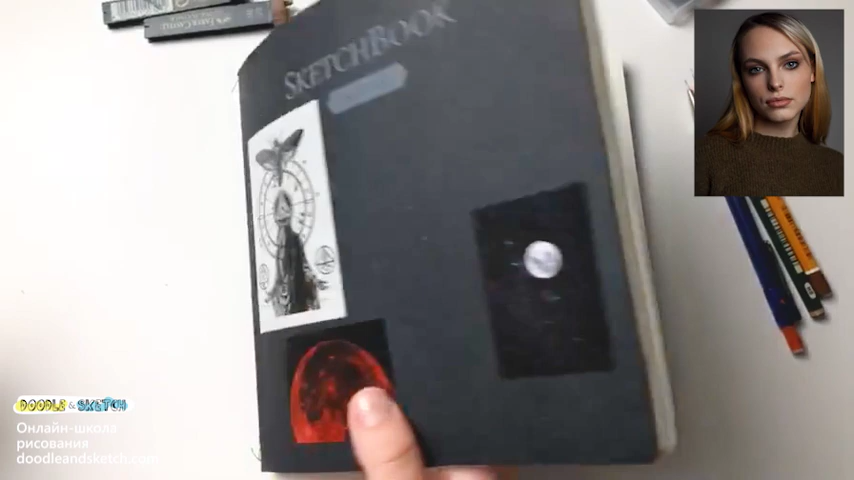 SKETCHBOOK
DOODLE & SKETCH
Онлайн-школа
рисования
doodleandsketch.com